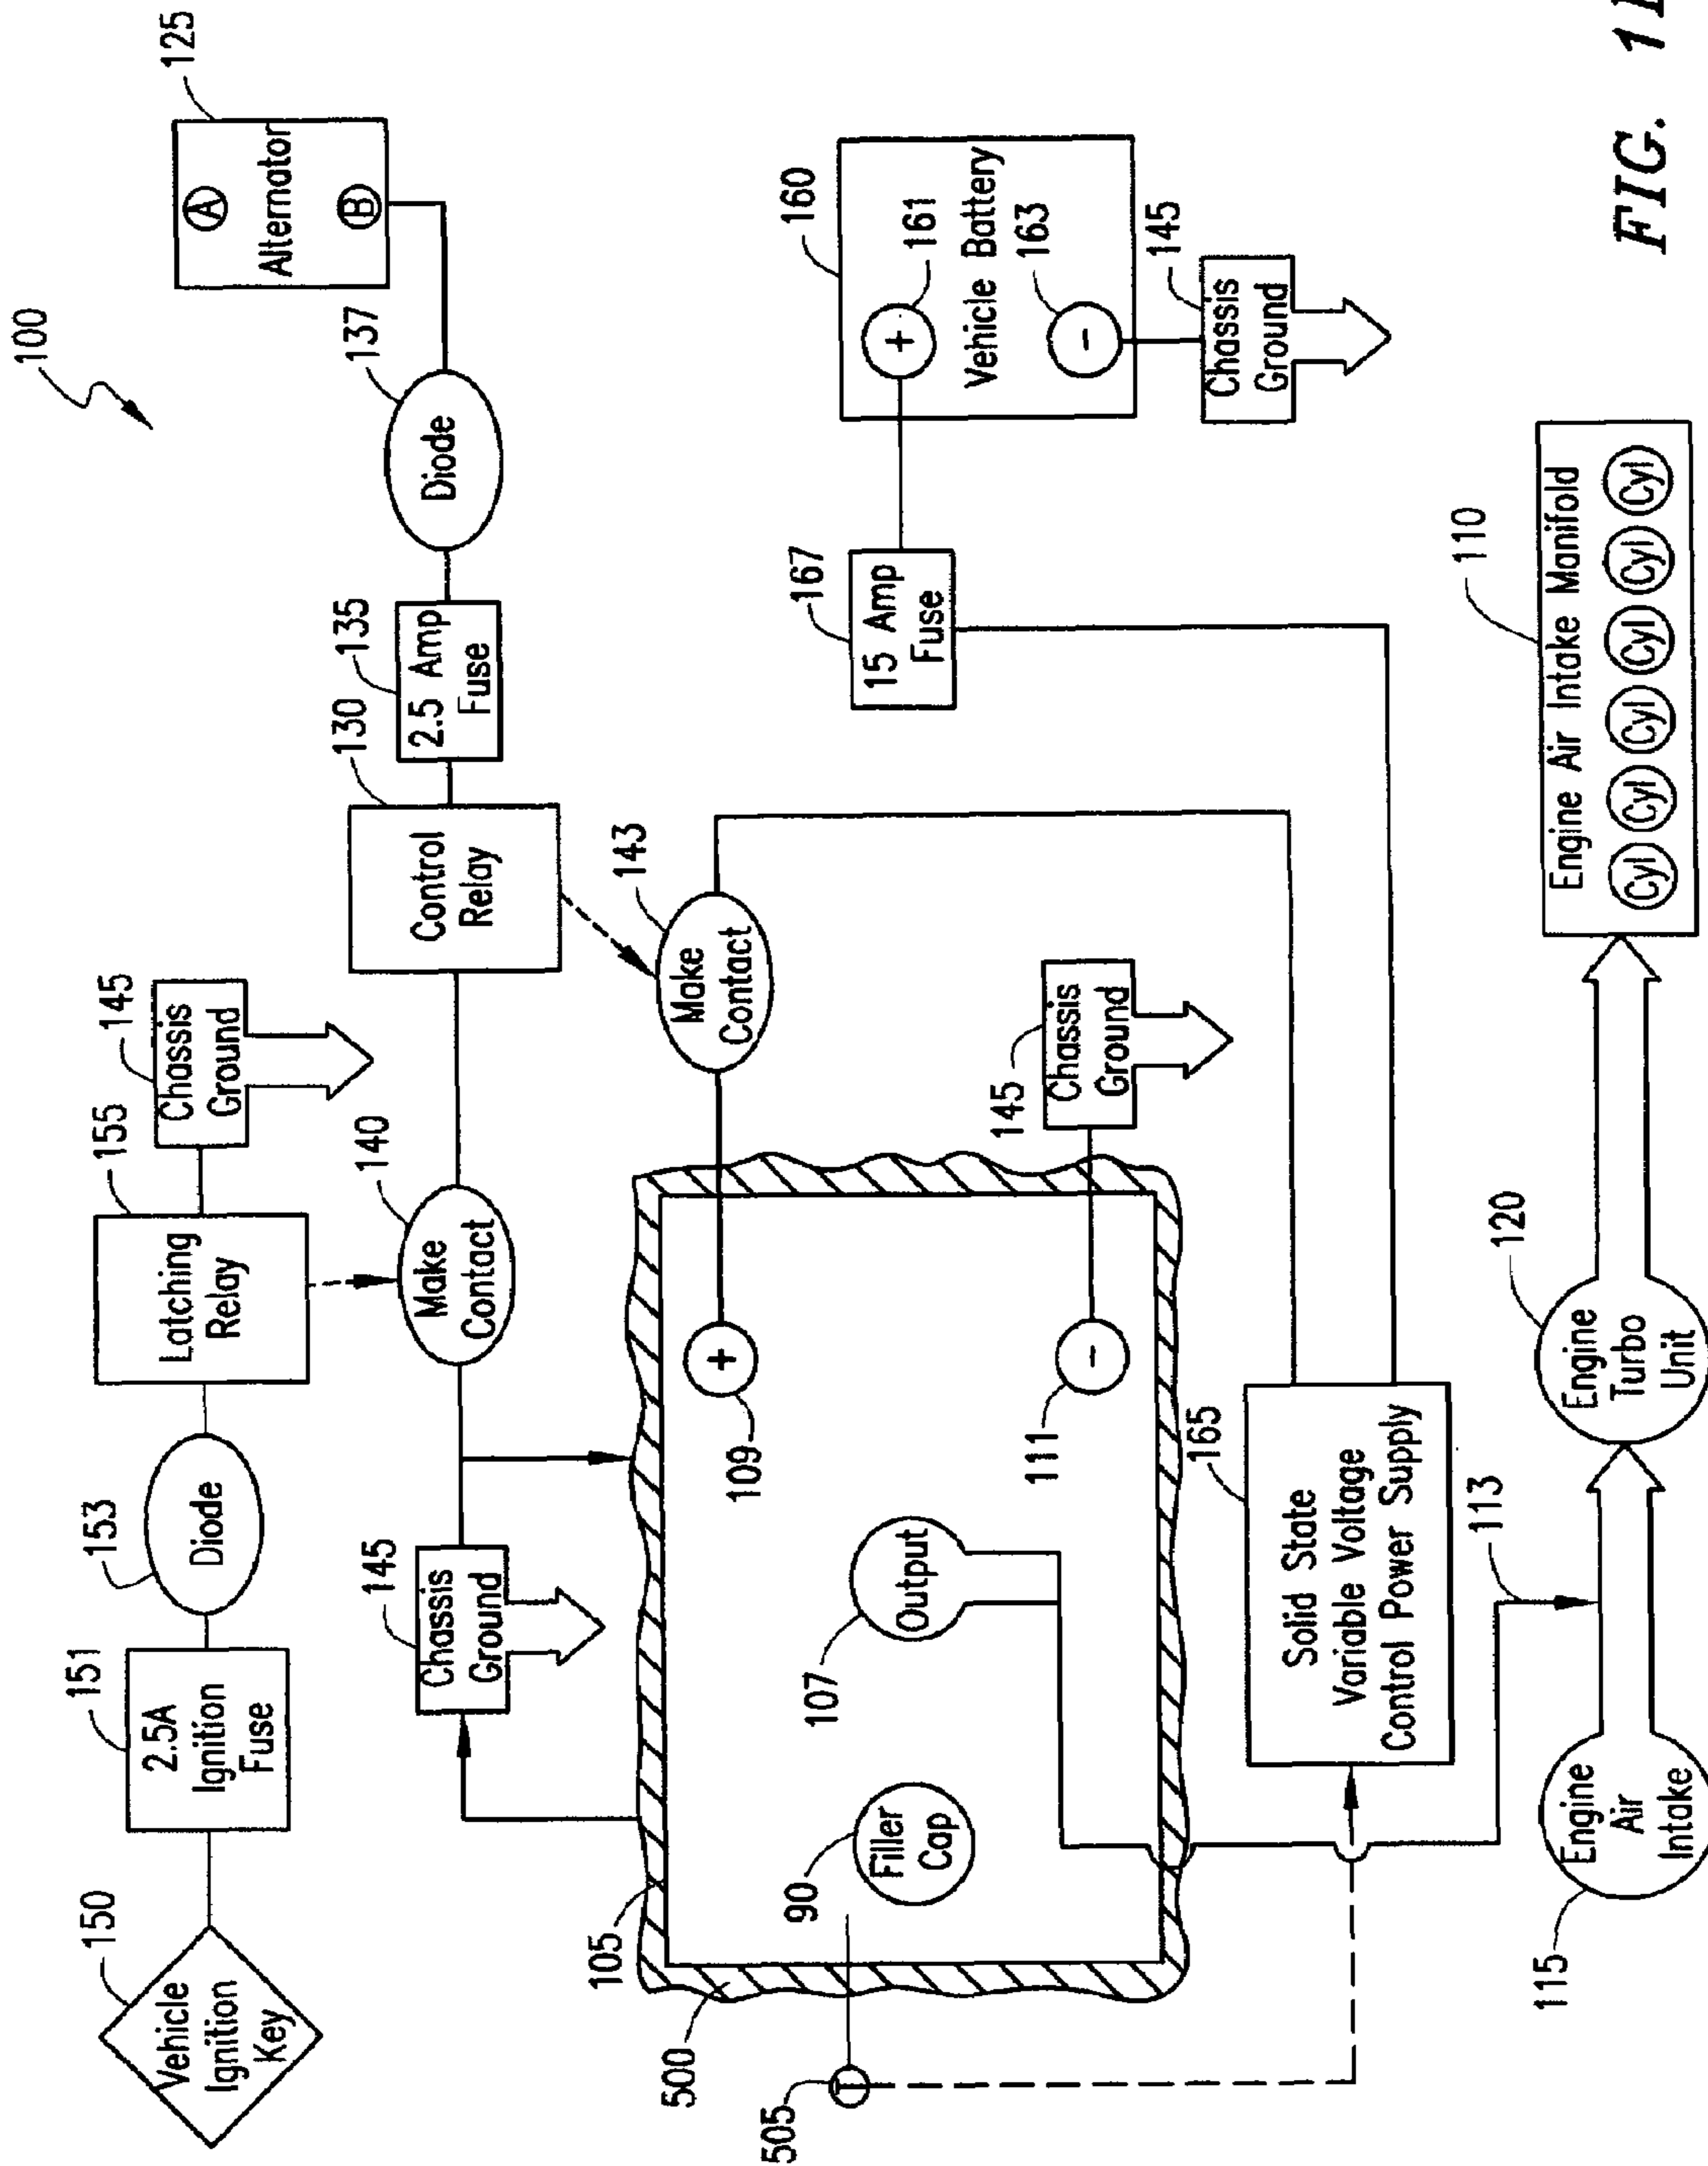 100
150
Vehicle
Ignition
Key
151
2.5A
Ignition
Fuse
153
Diode
155
Latching
Relay
145
Chassis
Ground
125
A
Alternator
B
145
Chassis
Ground
140
Make
Contact
130
Control
Relay
135
2.5 Amp
Fuse
137
Diode
143
Make
Contact
105
500
505
90
Filler
Cap
107
Output
109
+
111
-
145
Chassis
Ground
167
15 Amp
Fuse
160
+
161
Vehicle Battery
-
163
145
Chassis
Ground
165
Solid State
Variable Voltage
Control Power Supply
113
115
Engine
Air
Intake
120
Engine
Turbo
Unit
110
Engine Air Intake Manifold
Cyl Cyl Cyl Cyl Cyl Cyl
FIG.